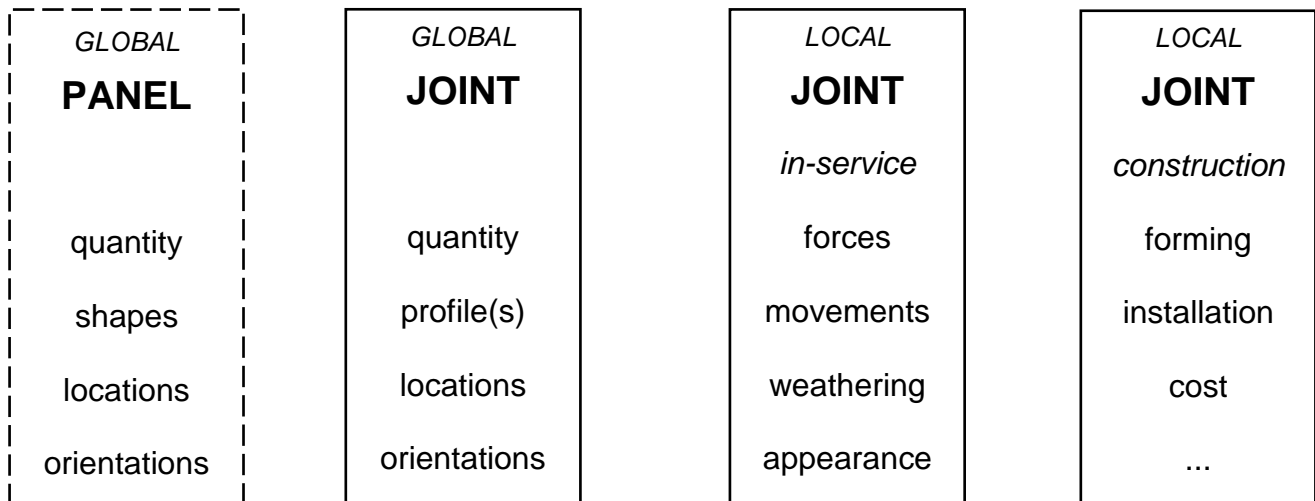 GLOBAL
PANEL
quantity
shapes
locations
orientations
GLOBAL
JOINT
quantity
profile(s)
locations
orientations
LOCAL
JOINT
in-service
forces
movements
weathering
appearance
LOCAL
JOINT
construction
forming
installation
cost
...